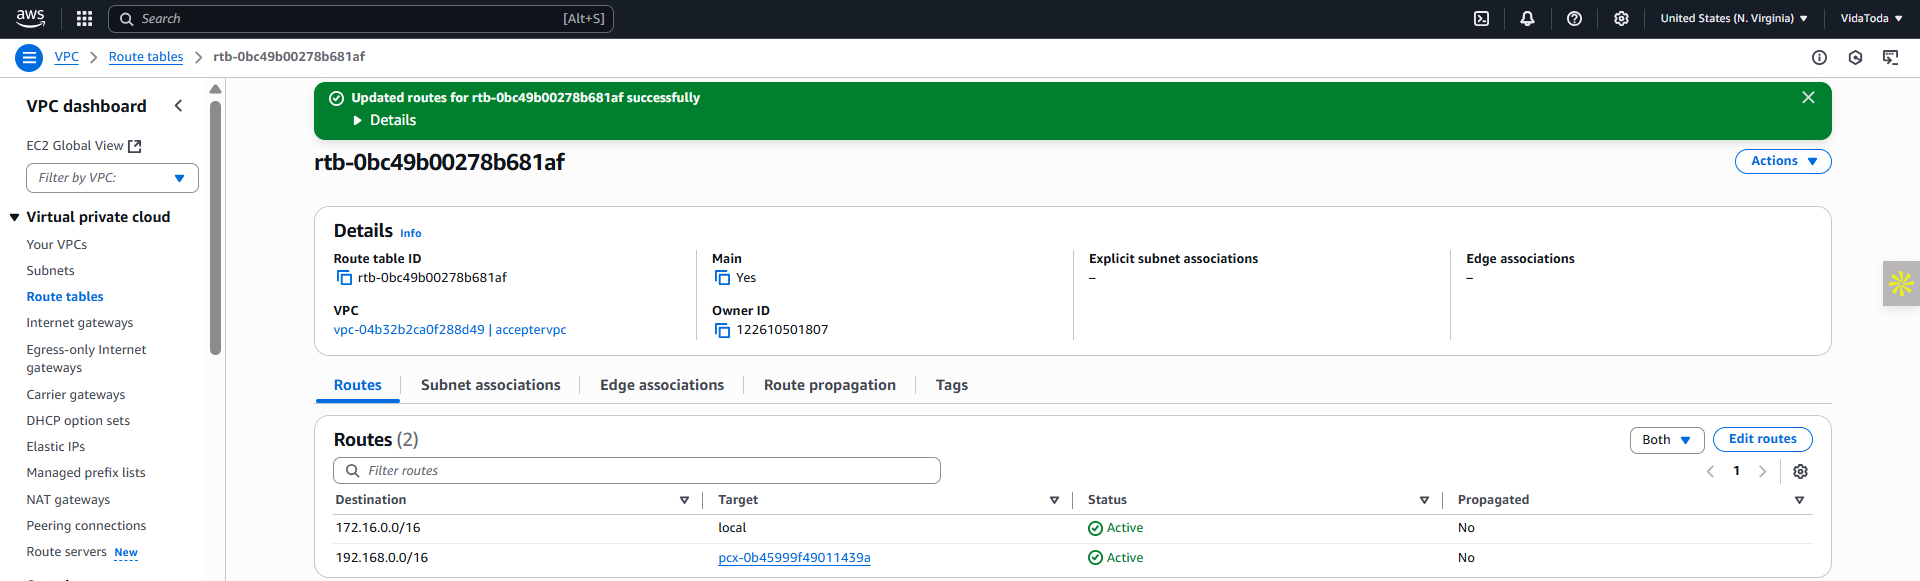 aws
Search [Alt+S]
United States (N. Virginia)
VidaToda
VPC
Route tables
rtb-0bc49b00278b681af
VPC dashboard
EC2 Global View
Filter by VPC:
Virtual private cloud
Your VPCs
Subnets
Route tables
Internet gateways
Egress-only Internet
gateways
Carrier gateways
DHCP option sets
Elastic IPs
Managed prefix lists
NAT gateways
Peering connections
Route servers New
Updated routes for rtb-0bc49b00278b681af successfully
Details
rtb-0bc49b00278b681af
Actions
Details Info
Route table ID
rtb-0bc49b00278b681af
Main
Yes
Explicit subnet associations
–
Edge associations
–
VPC
vpc-04b32b2ca0f288d49 | acceptervpc
Owner ID
122610501807
Routes
Subnet associations
Edge associations
Route propagation
Tags
Routes (2)
Both
Edit routes
Filter routes
1
Destination Target Status Propagated
172.16.0.0/16 local Active No
192.168.0.0/16 pcx-0b45999f49011439a Active No